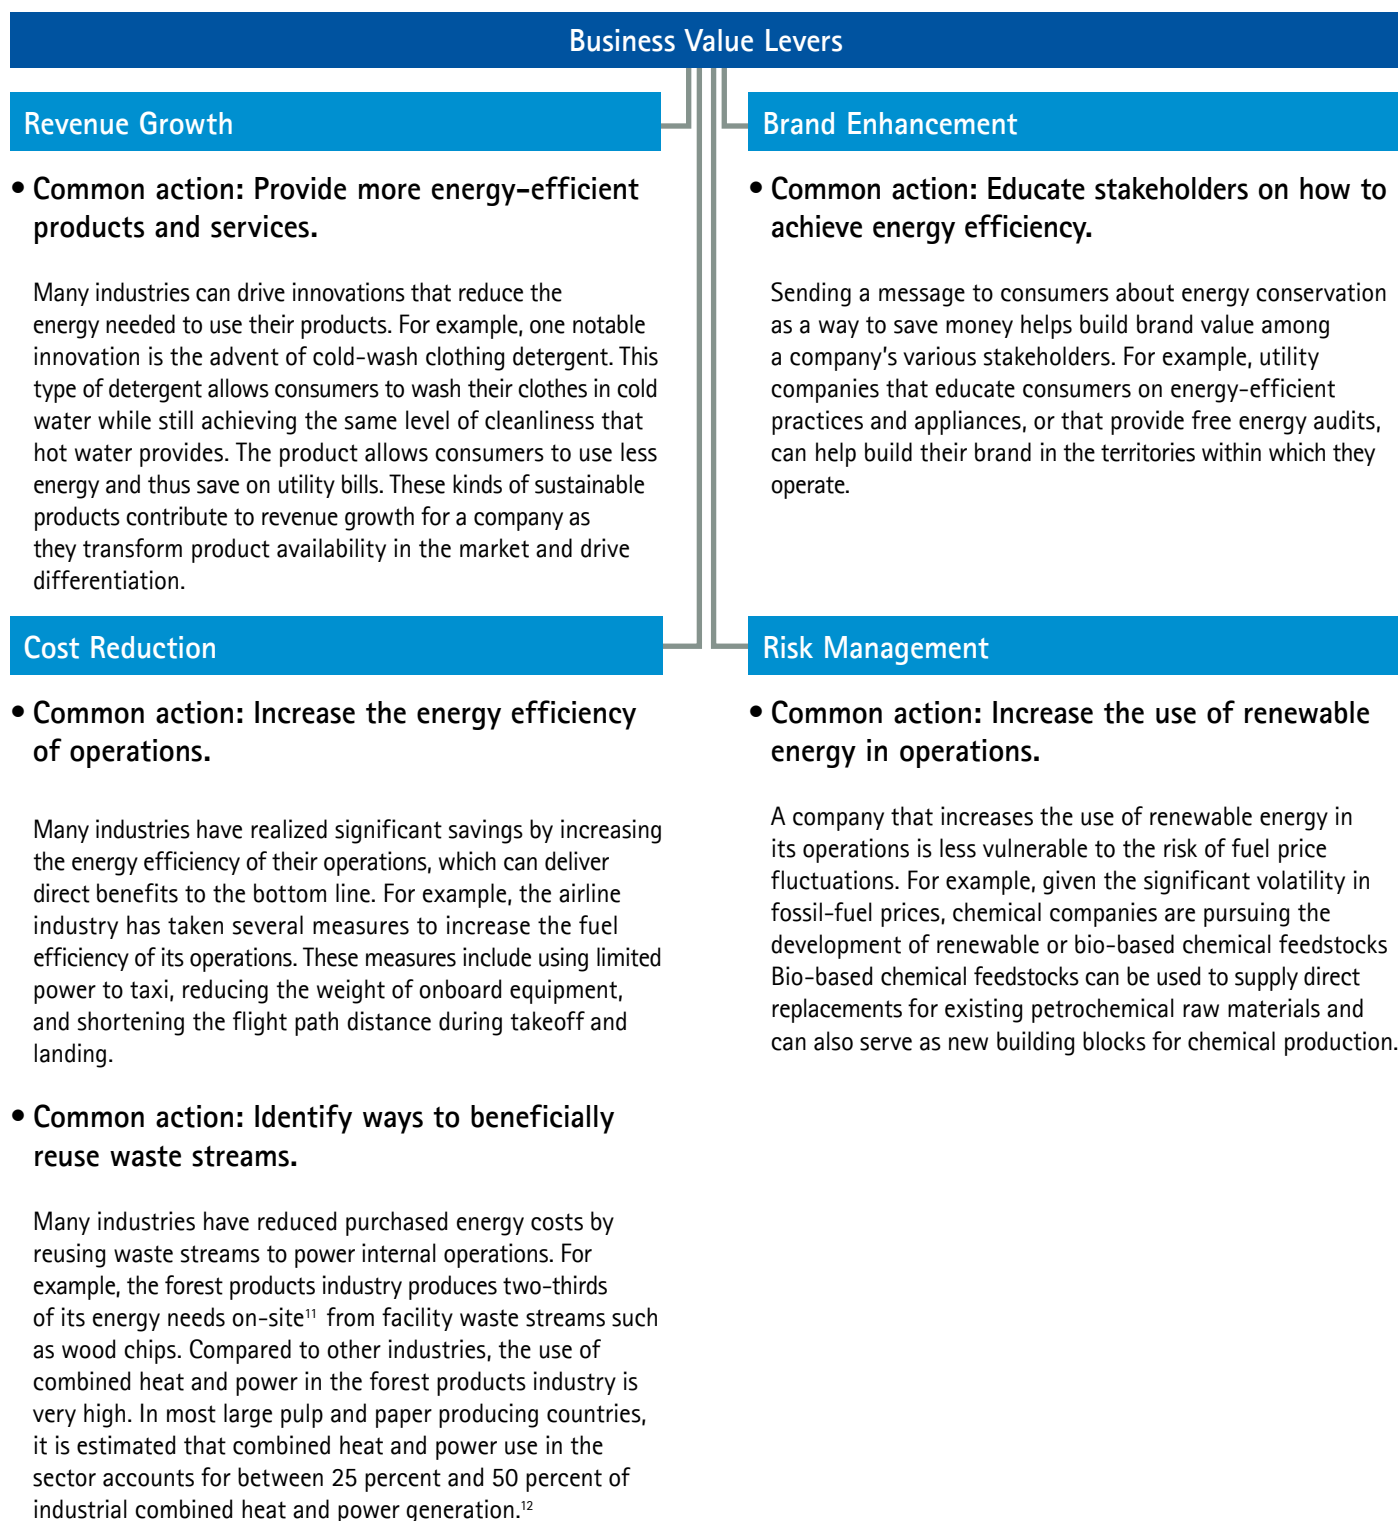 Business Value Levers
Revenue Growth
• Common action: Provide more energy-efficient
products and services.
Many industries can drive innovations that reduce the
energy needed to use their products. For example, one notable
innovation is the advent of cold-wash clothing detergent. This
type of detergent allows consumers to wash their clothes in cold
water while still achieving the same level of cleanliness that
hot water provides. The product allows consumers to use less
energy and thus save on utility bills. These kinds of sustainable
products contribute to revenue growth for a company as
they transform product availability in the market and drive
differentiation.
Brand Enhancement
• Common action: Educate stakeholders on how to
achieve energy efficiency.
Sending a message to consumers about energy conservation
as a way to save money helps build brand value among
a company's various stakeholders. For example, utility
companies that educate consumers on energy-efficient
practices and appliances, or that provide free energy audits,
can help build their brand in the territories within which they
operate.
Cost Reduction
• Common action: Increase the energy efficiency
of operations.
Many industries have realized significant savings by increasing
the energy efficiency of their operations, which can deliver
direct benefits to the bottom line. For example, the airline
industry has taken several measures to increase the fuel
efficiency of its operations. These measures include using limited
power to taxi, reducing the weight of onboard equipment,
and shortening the flight path distance during takeoff and
landing.
• Common action: Identify ways to beneficially
reuse waste streams.
Many industries have reduced purchased energy costs by
reusing waste streams to power internal operations. For
example, the forest products industry produces two-thirds
of its energy needs on-site¹¹ from facility waste streams such
as wood chips. Compared to other industries, the use of
combined heat and power in the forest products industry is
very high. In most large pulp and paper producing countries,
it is estimated that combined heat and power use in the
sector accounts for between 25 percent and 50 percent of
industrial combined heat and power generation.¹²
Risk Management
• Common action: Increase the use of renewable
energy in operations.
A company that increases the use of renewable energy in
its operations is less vulnerable to the risk of fuel price
fluctuations. For example, given the significant volatility in
fossil-fuel prices, chemical companies are pursuing the
development of renewable or bio-based chemical feedstocks
Bio-based chemical feedstocks can be used to supply direct
replacements for existing petrochemical raw materials and
can also serve as new building blocks for chemical production.